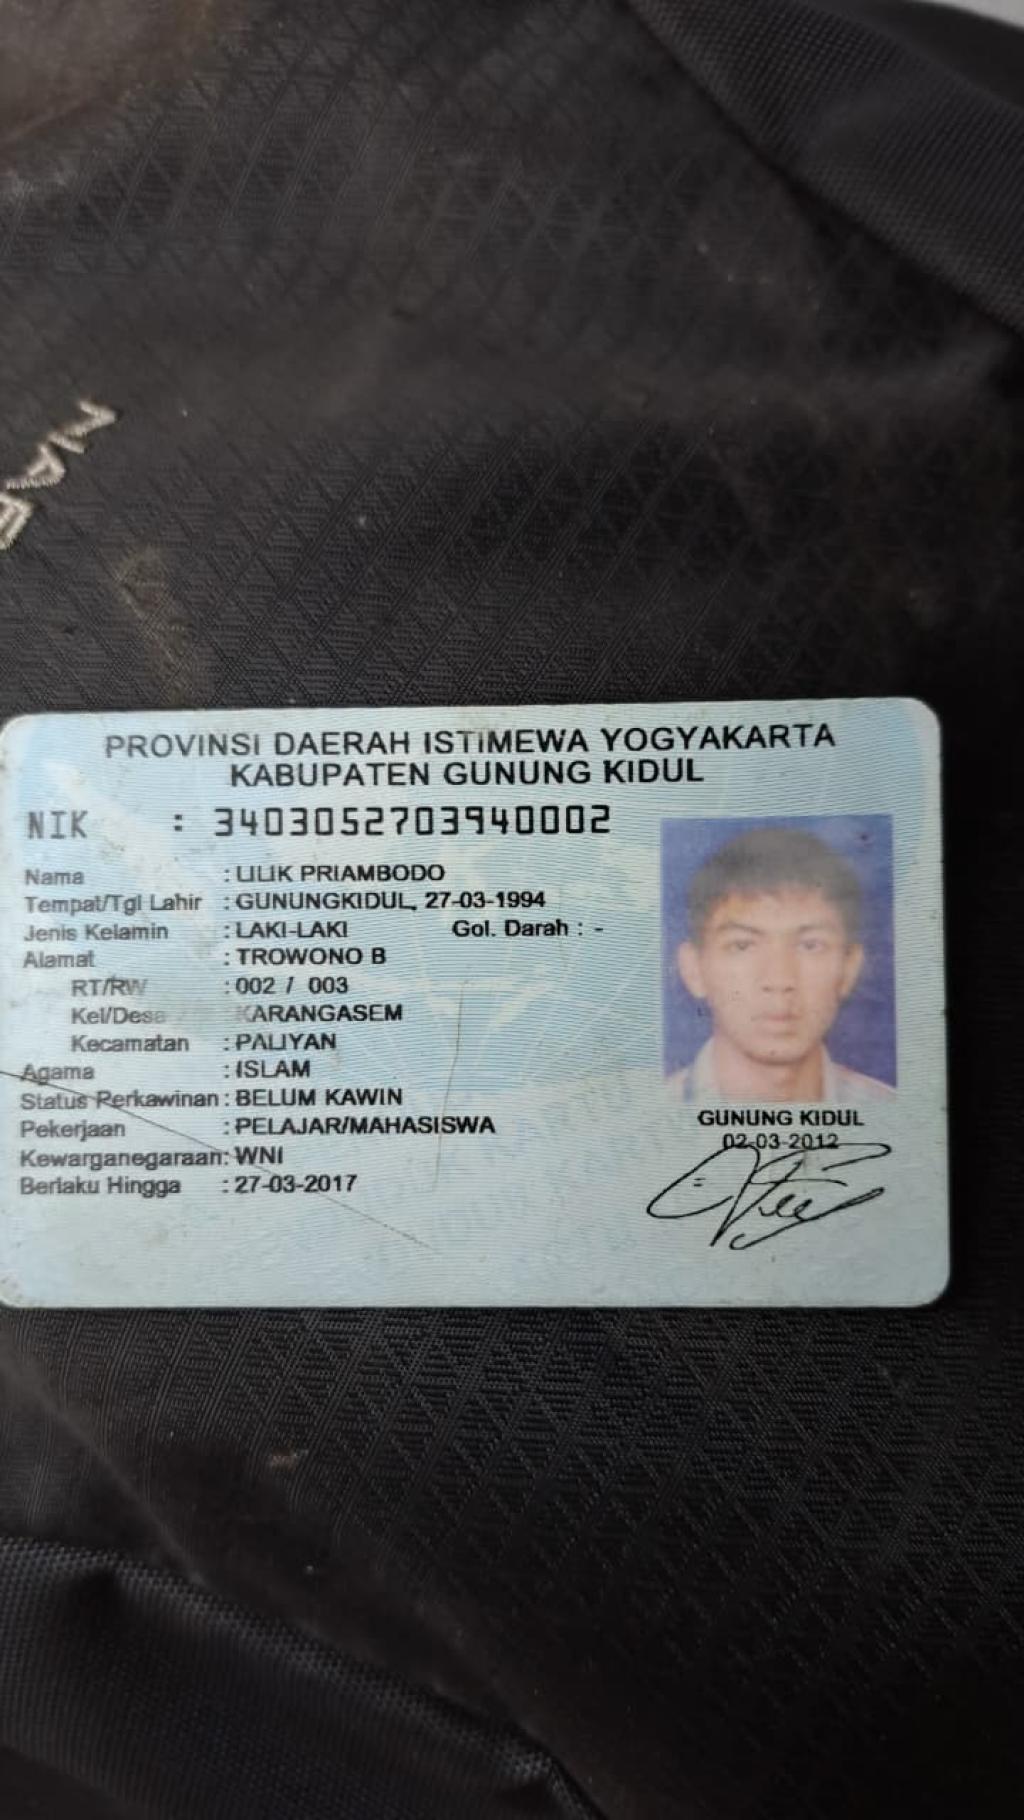 PROVINSI DAERAH ISTIMEWA YOGYAKARTA
KABUPATEN GUNUNG KIDUL
NIK : 3403052703940002
Nama : LILIK PRIAMBODO
Tempat/Tgl Lahir : GUNUNGKIDUL, 27-03-1994
Jenis Kelamin : LAKI-LAKI Gol. Darah : -
Alamat : TROWONO B
RT/RW : 002 / 003
Kel/Desa KARANGASEM
Kecamatan : PALIYAN
Agama : ISLAM
Status Perkawinan : BELUM KAWIN
Pekerjaan : PELAJAR/MAHASISWA
Kewarganegaraan: WNI
Berlaku Hingga : 27-03-2017
GUNUNG KIDUL
02-03-2012